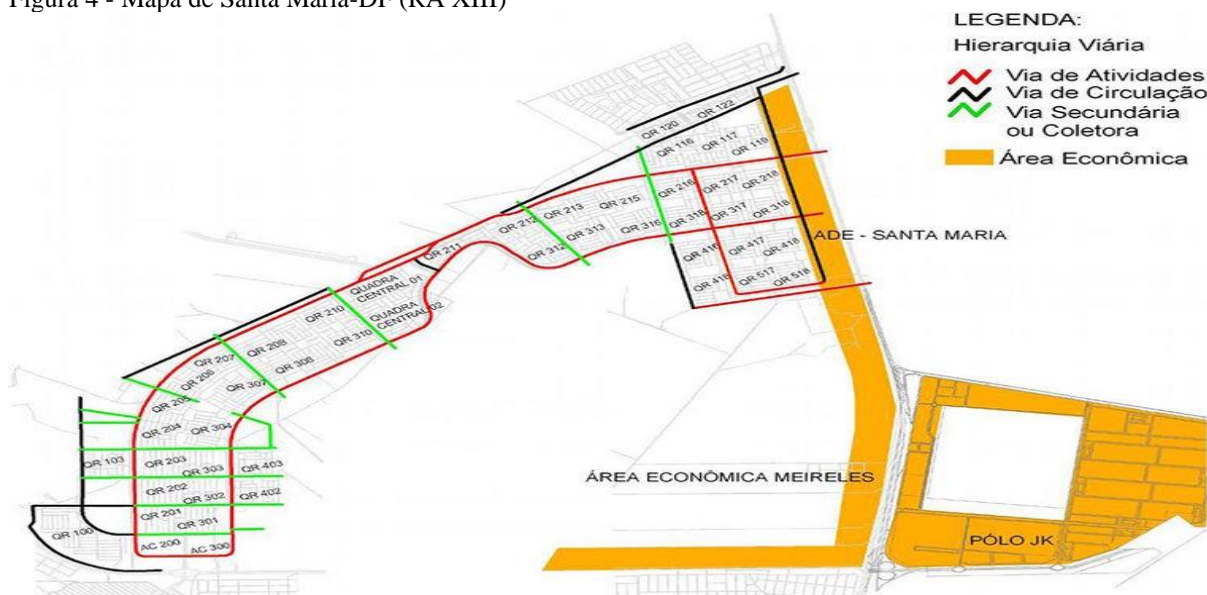 Figura 4 - Mapa de Santa Maria-DF (RA XIII)
LEGENDA:
Hierarquia Viária
Via de Atividades
Via de Circulação
Via Secundária
ou Coletora
Área Econômica
QR 120
QR 122
QR 116
QR 117
QR 119
QR 212
QR 213
QR 215
QR 216
QR 217
QR 218
QR 312
QR 313
QR 316
QR 318
QR 317
QR 318
ADE - SANTA MARIA
QR 416
QR 417
QR 418
QR 418
QR 517
QR 518
QR 211
QUADRA
CENTRAL 01
QUADRA
CENTRAL 02
QR 210
QR 310
QR 207
QR 208
QR 308
QR 206
QR 307
QR 205
QR 204
QR 304
QR 103
QR 203
QR 303
QR 403
QR 202
QR 302
QR 402
QR 201
QR 301
QR 100
AC 200
AC 300
ÁREA ECONÔMICA MEIRELES
PÓLO JK